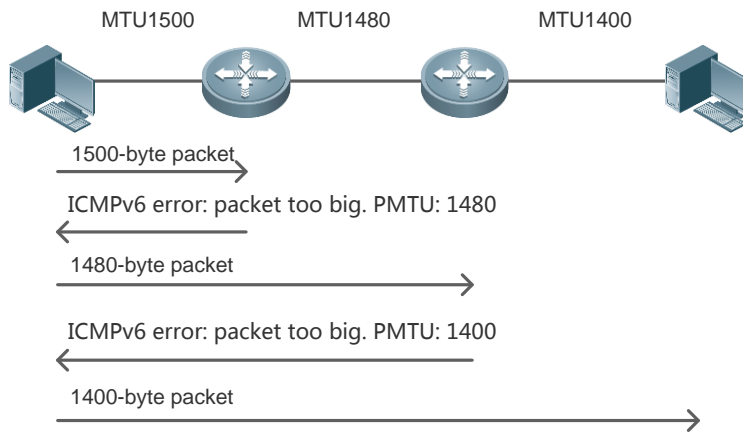 MTU1500 MTU1480 MTU1400
1500-byte packet
ICMPv6 error: packet too big. PMTU: 1480
1480-byte packet
ICMPv6 error: packet too big. PMTU: 1400
1400-byte packet